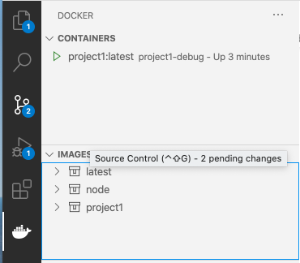 DOCKER
...
1
CONTAINERS
project1:latest project1-debug - Up 3 minutes
2
1
IMAGES
Source Control (⌃⇧G) - 2 pending changes
latest
node
project1